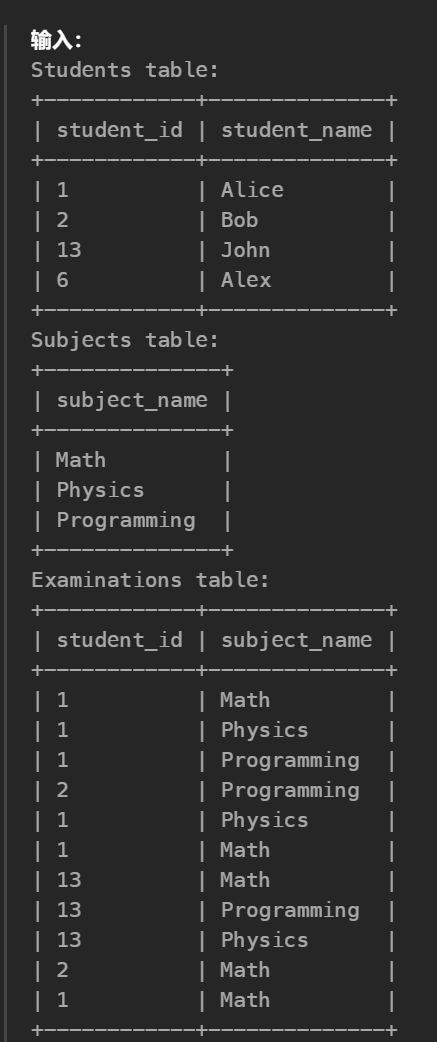 输入：
Students table:
+------------+--------------+
| student_id | student_name |
+------------+--------------+
| 1          | Alice        |
| 2          | Bob          |
| 13         | John         |
| 6          | Alex         |
+------------+--------------+
Subjects table:
+--------------+
| subject_name |
+--------------+
| Math         |
| Physics      |
| Programming  |
+--------------+
Examinations table:
+------------+--------------+
| student_id | subject_name |
+------------+--------------+
| 1          | Math         |
| 1          | Physics      |
| 1          | Programming  |
| 2          | Programming  |
| 1          | Physics      |
| 1          | Math         |
| 13         | Math         |
| 13         | Programming  |
| 13         | Physics      |
| 2          | Math         |
| 1          | Math         |
+------------+--------------+